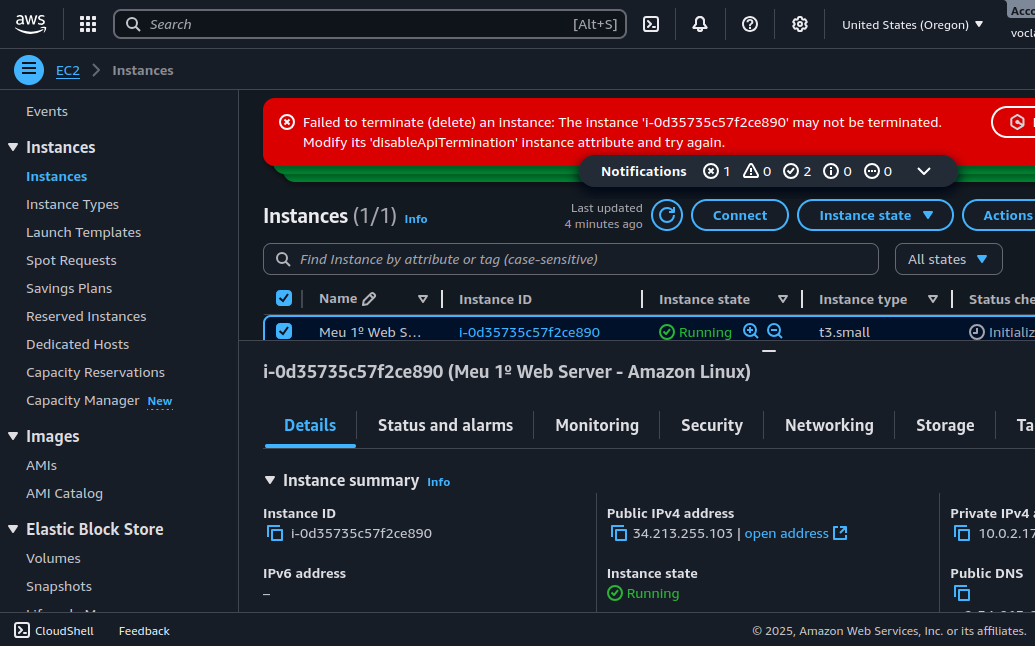 aws
Search
[Alt+S]
United States (Oregon)
Acco
vocla
EC2
Instances
Events
Instances
Instances
Instance Types
Launch Templates
Spot Requests
Savings Plans
Reserved Instances
Dedicated Hosts
Capacity Reservations
Capacity Manager New
Images
AMIs
AMI Catalog
Elastic Block Store
Volumes
Snapshots
Failed to terminate (delete) an instance: The instance 'i-0d35735c57f2ce890' may not be terminated.
Modify its 'disableApiTermination' instance attribute and try again.
Notifications 1 0 2 0 0
Instances (1/1) Info
Last updated
4 minutes ago
Connect
Instance state
Actions
Find Instance by attribute or tag (case-sensitive)
All states
Name Instance ID Instance state Instance type Status che
Meu 1º Web S... i-0d35735c57f2ce890 Running t3.small Initializ
i-0d35735c57f2ce890 (Meu 1º Web Server - Amazon Linux)
Details Status and alarms Monitoring Security Networking Storage Ta
Instance summary Info
Instance ID
i-0d35735c57f2ce890
IPv6 address
–
Public IPv4 address
34.213.255.103 | open address
Instance state
Running
Private IPv4 a
10.0.2.17
Public DNS
CloudShell Feedback
© 2025, Amazon Web Services, Inc. or its affiliates.